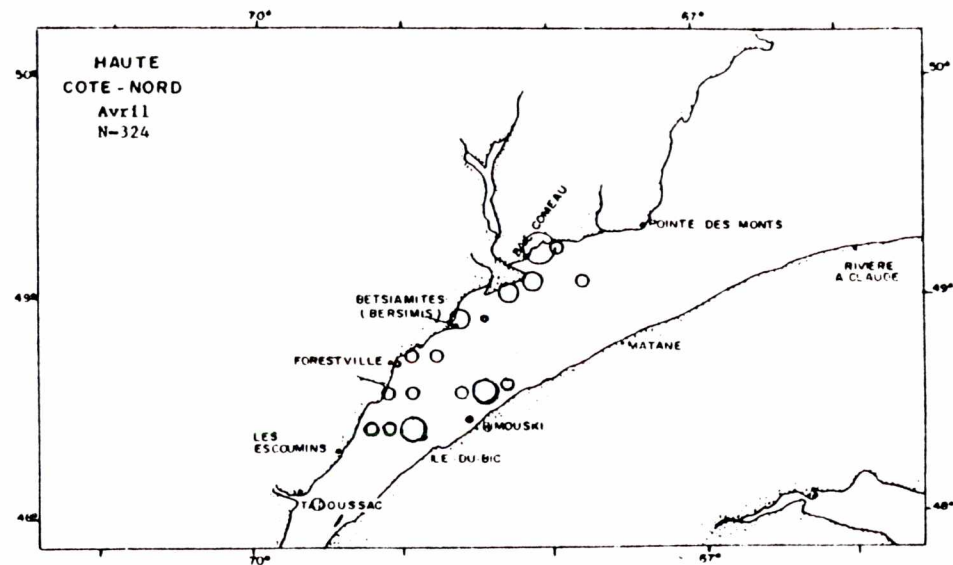 70°
67°
50°
50°
HAUTE
COTE-NORD
Avril
N-324
BAIE COMEAU
POINTE DES MONTS
RIVIÈRE
A CLAUDE
49°
49°
BETSIAMITES
(BERSIMIS)
MATANE
FORESTVILLE
RIMOUSKI
LES
ESCOUMINS
ILE-DU-BIC
TADOUSSAC
48°
48°
70°
67°